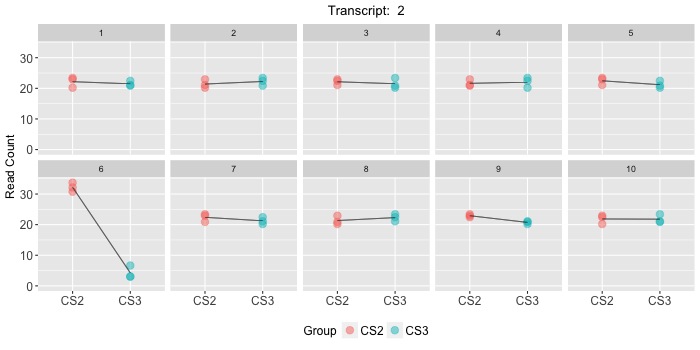 Transcript:  2
1 2 3 4 5
30
20
10
0
Read Count
6 7 8 9 10
30
20
10
0
CS2 CS3 CS2 CS3 CS2 CS3 CS2 CS3 CS2 CS3
Group CS2 CS3